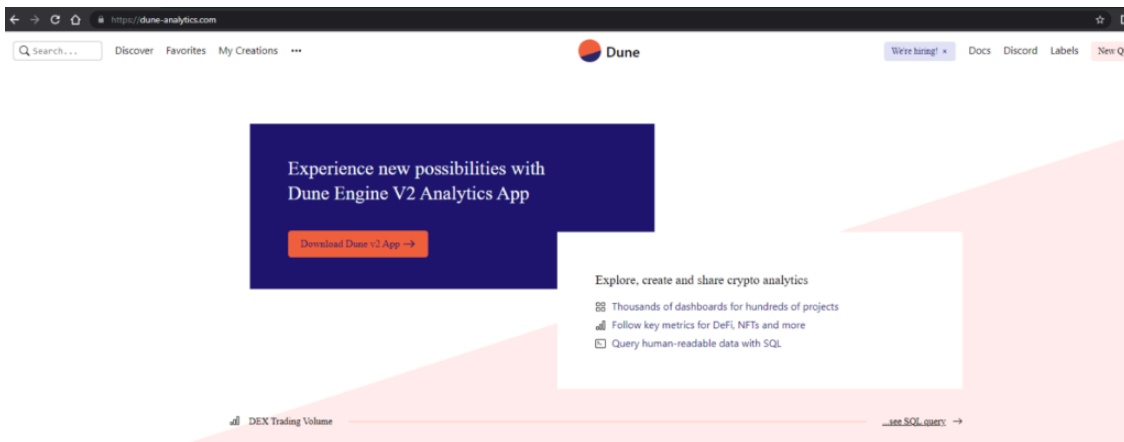 https://dune-analytics.com
Search... Discover Favorites My Creations ••• Dune We're hiring! × Docs Discord Labels New Q
Experience new possibilities with
Dune Engine V2 Analytics App
Download Dune v2 App →
Explore, create and share crypto analytics
Thousands of dashboards for hundreds of projects
Follow key metrics for DeFi, NFTs and more
Query human-readable data with SQL
DEX Trading Volume ...see SQL query →